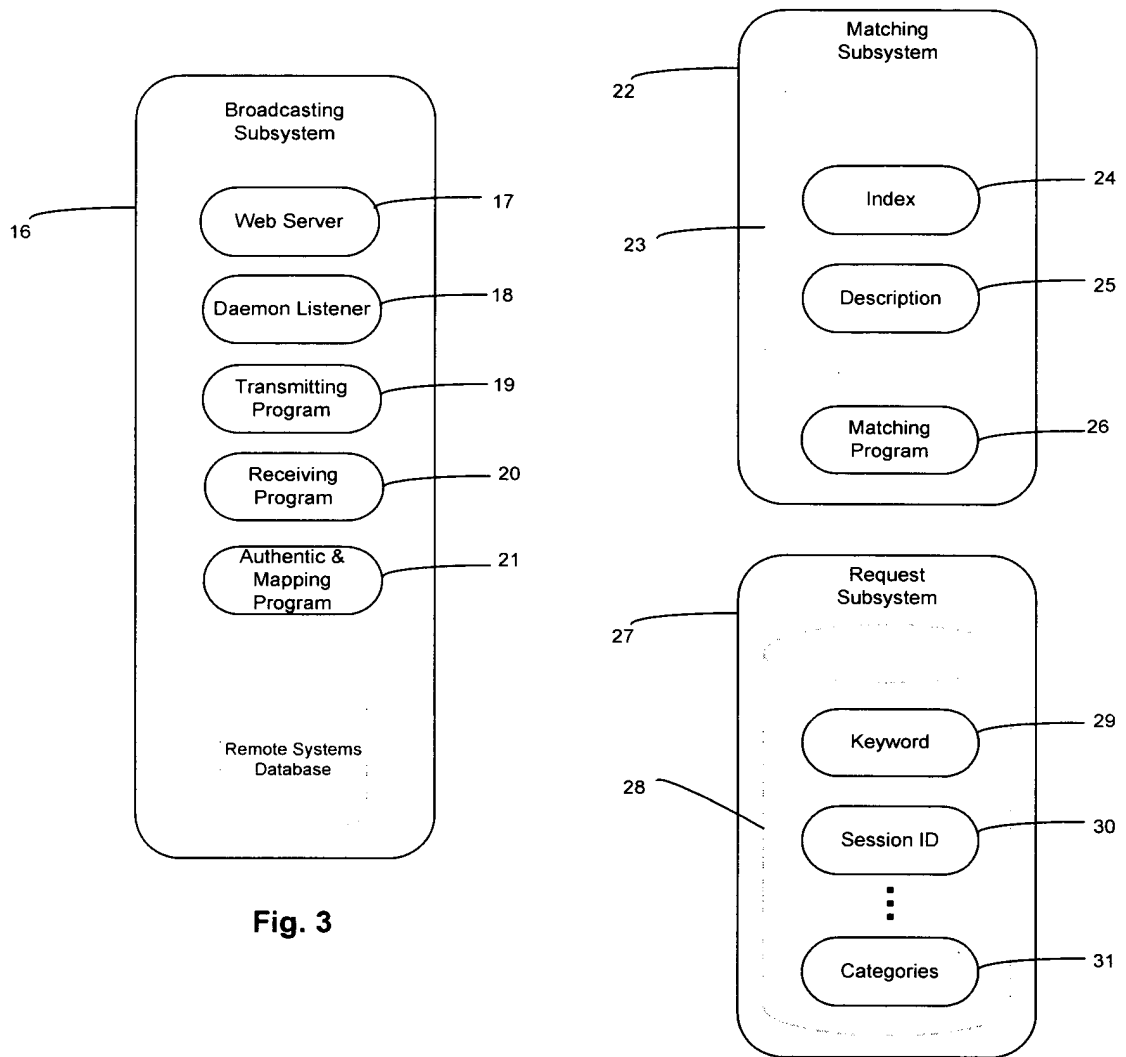 Broadcasting
Subsystem
16
Web Server
17
Daemon Listener
18
Transmitting
Program
19
Receiving
Program
20
Authentic &
Mapping
Program
21
Remote Systems
Database
Fig. 3
Matching
Subsystem
22
23
Index
24
Description
25
Matching
Program
26
Request
Subsystem
27
28
Keyword
29
Session ID
30
Categories
31